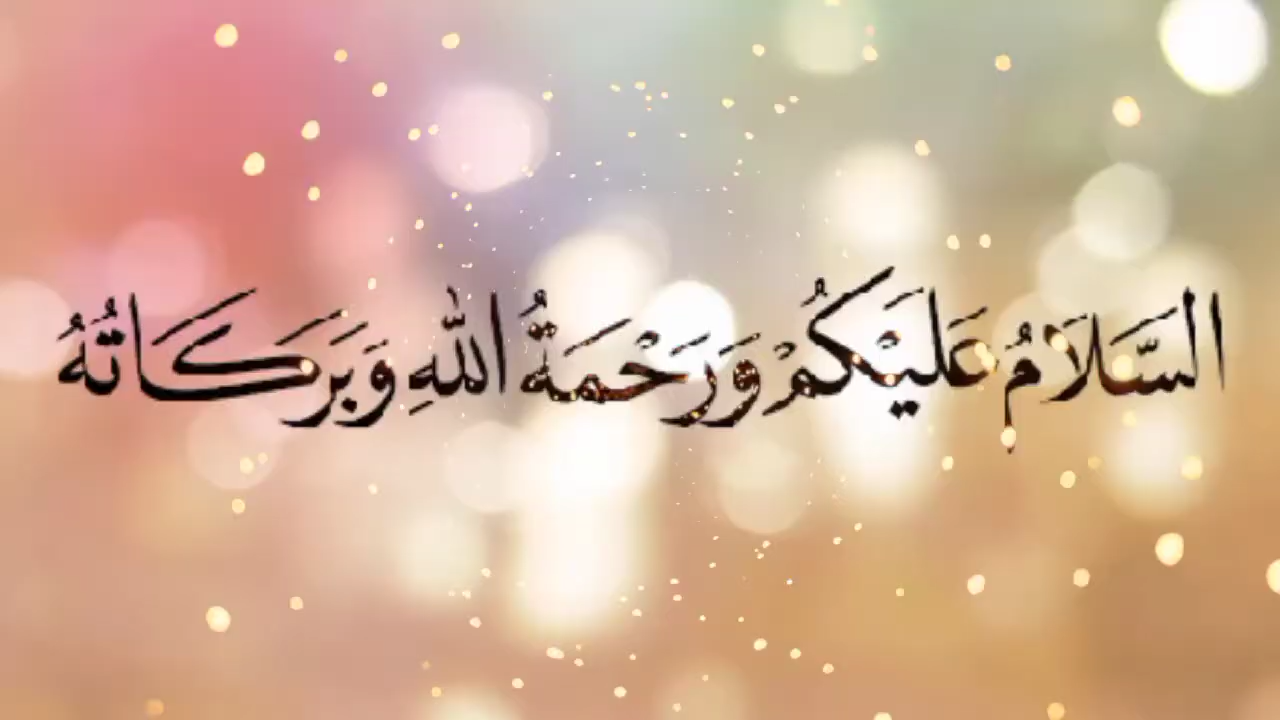 السَّلَامُ عَلَيْكُمْ وَرَحْمَةُ اللهِ وَبَرَكَاتُهُ